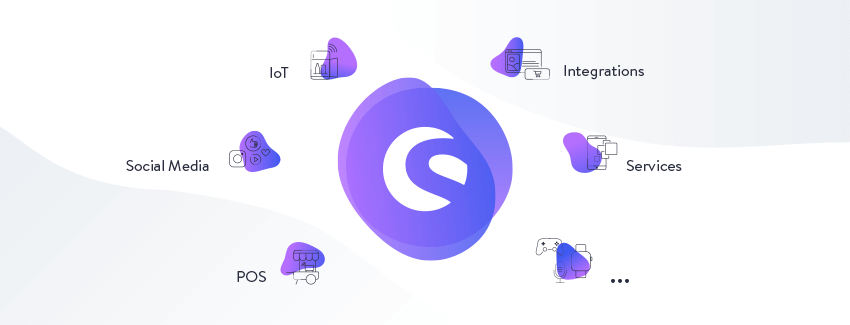 IoT
Integrations
Social Media
Services
POS
...